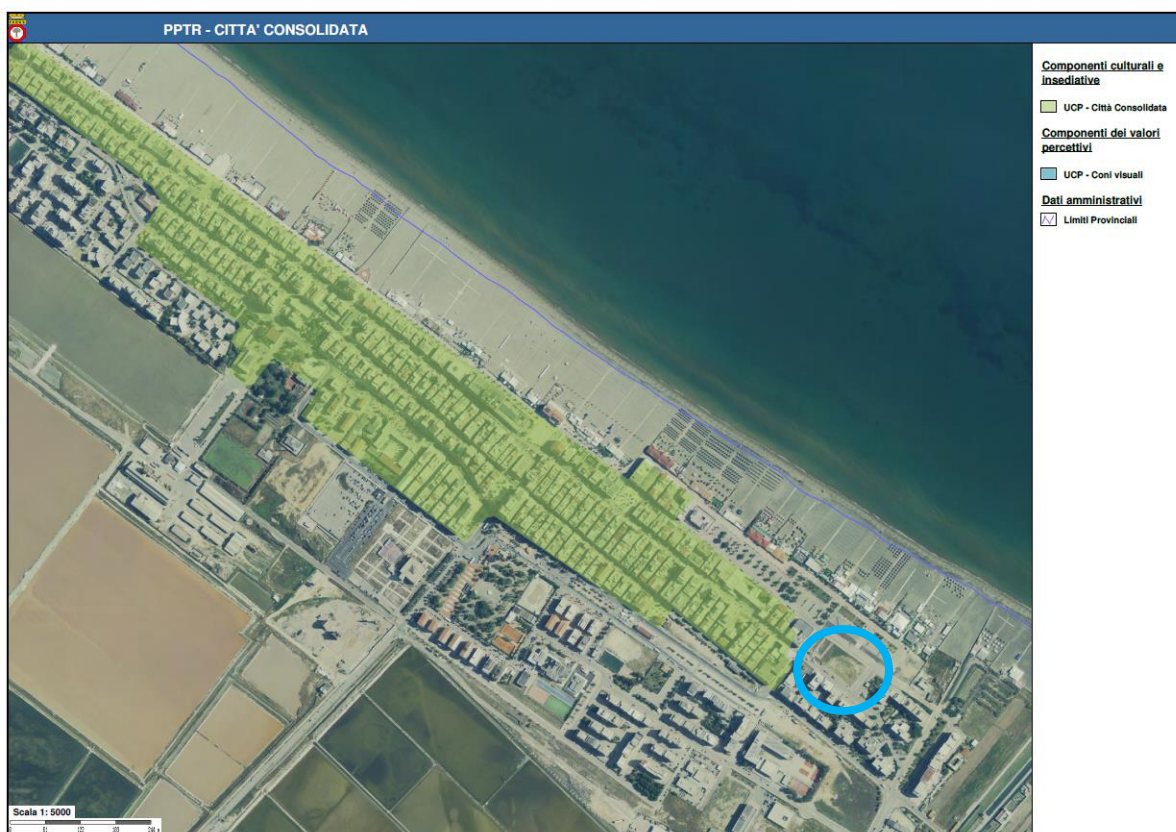 PPTR - CITTA' CONSOLIDATA
Componenti culturali e
insediative
UCP - Città Consolidata
Componenti dei valori
percettivi
UCP - Coni visuali
Dati amministrativi
Limiti Provinciali
Scala 1: 5000